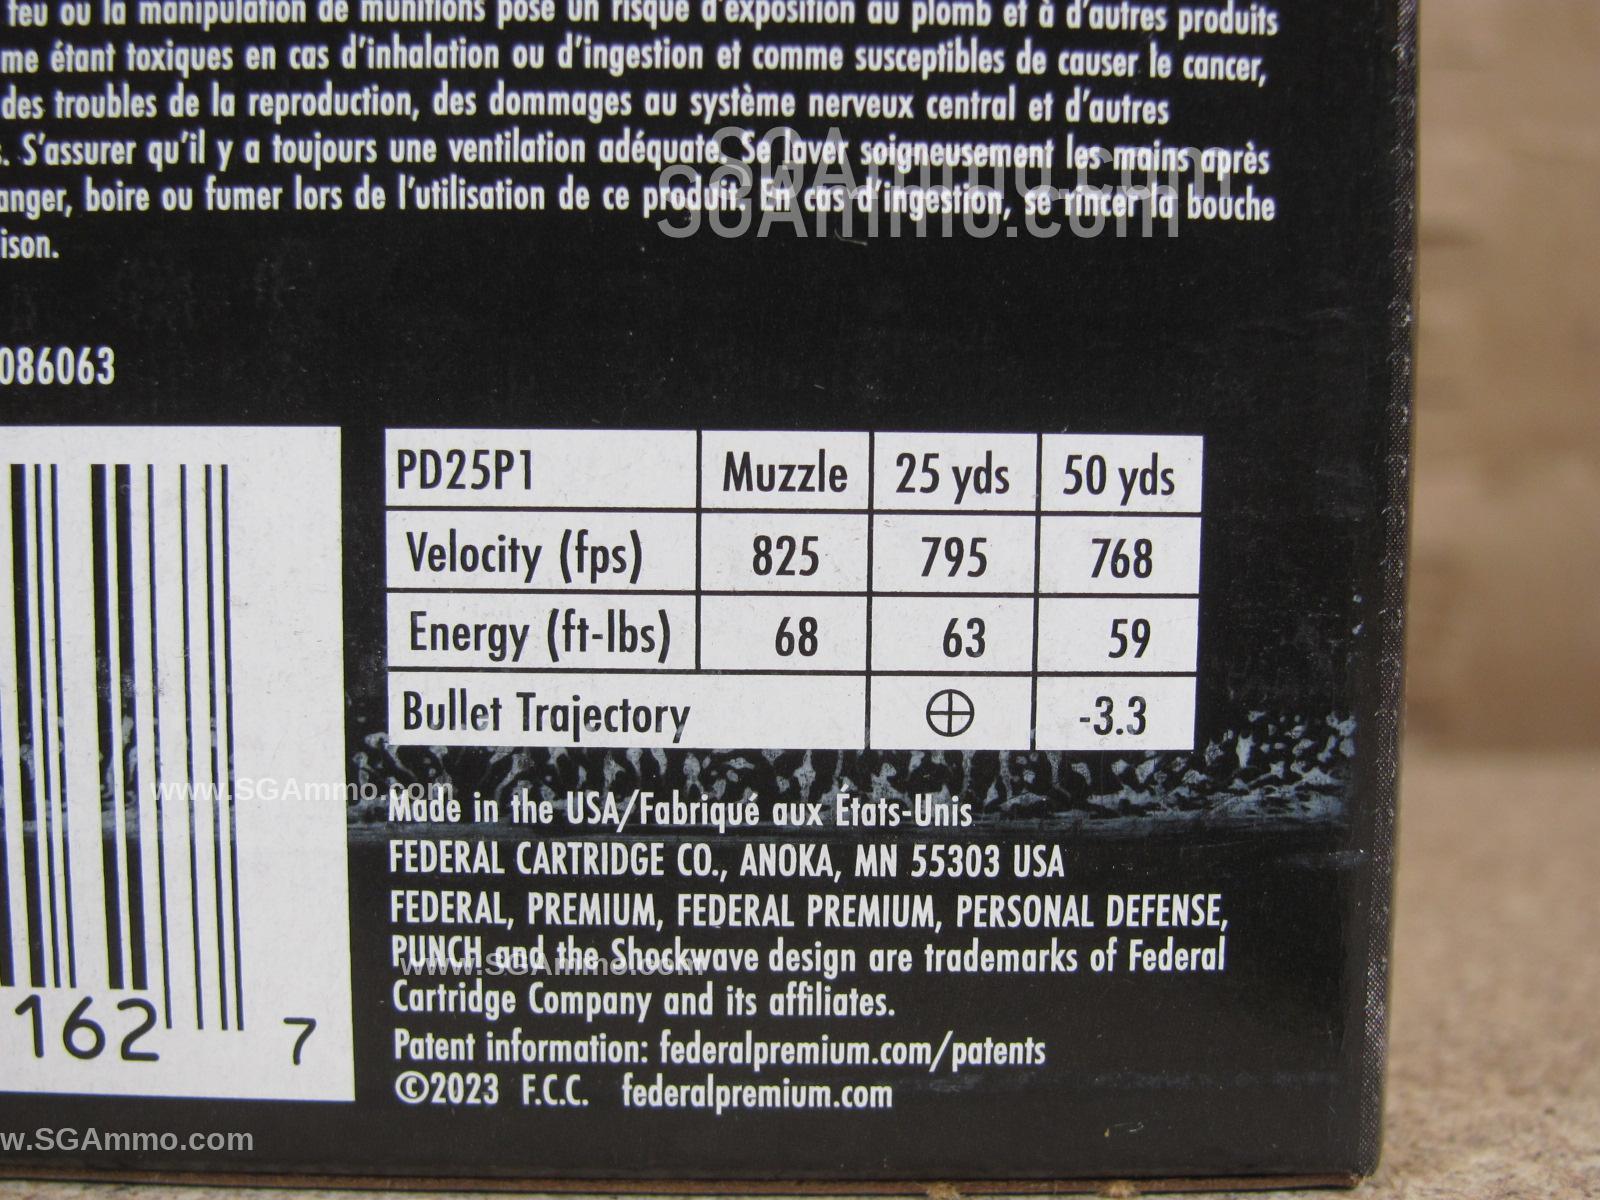 feu ou la manipulation de munitions pose un risque d'exposition au plomb et à d'autres produits
me étant toxiques en cas d'inhalation ou d'ingestion et comme susceptibles de causer le cancer,
des troubles de la reproduction, des dommages au système nerveux central et d'autres
. S'assurer qu'il y a toujours une ventilation adéquate. Se laver soigneusement les mains après
anger, boire ou fumer lors de l'utilisation de ce produit. En cas d'ingestion, se rincer la bouche
ison.
SGAmmo.com
SGAmmo.com
086063
PD25P1 Muzzle 25 yds 50 yds
Velocity (fps) 825 795 768
Energy (ft-lbs) 68 63 59
Bullet Trajectory ⊕ -3.3
www.SGAmmo.com
Made in the USA/Fabriqué aux États-Unis
FEDERAL CARTRIDGE CO., ANOKA, MN 55303 USA
FEDERAL, PREMIUM, FEDERAL PREMIUM, PERSONAL DEFENSE,
PUNCH and the Shockwave design are trademarks of Federal
www.SGAmmo.com
Cartridge Company and its affiliates.
Patent information: federalpremium.com/patents
©2023 F.C.C. federalpremium.com
162 7
w.SGAmmo.com